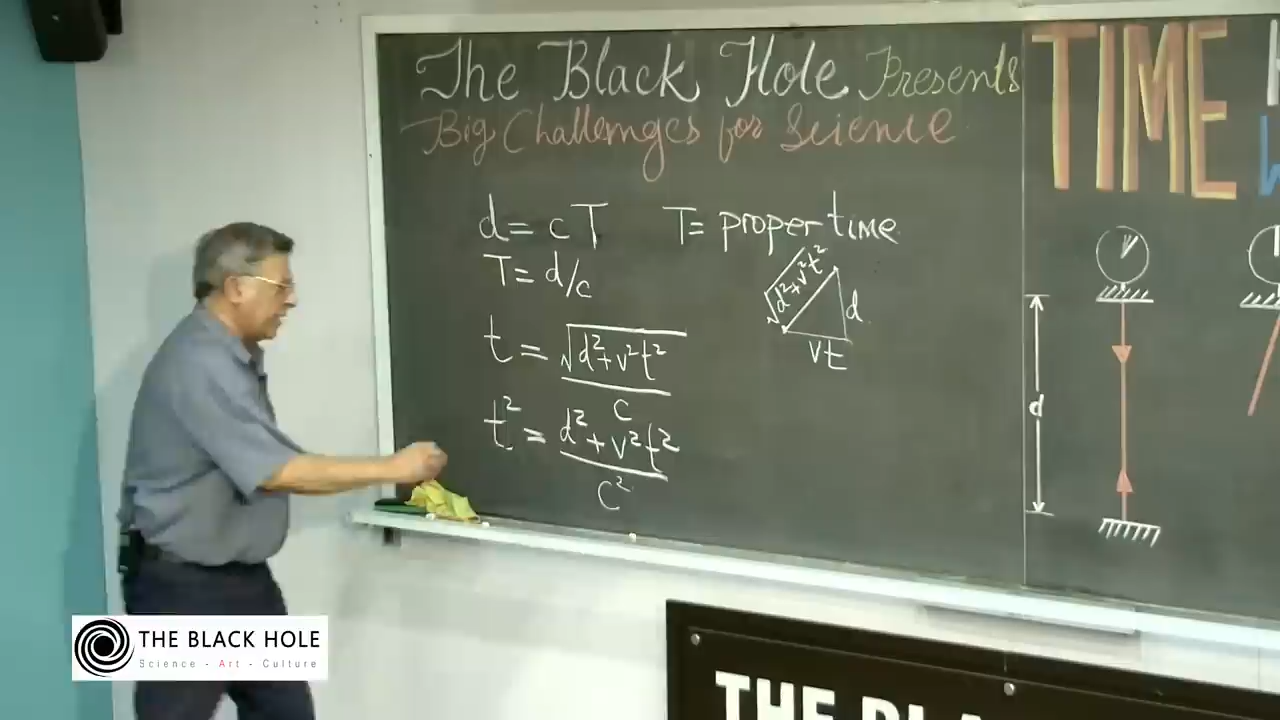 The Black Hole Presents
Big Challemges for Science
TIME
d = cT T = proper time
T = d/c
√d²+v²t²
d
vt
t = √d²+v²t² / c
t² = d²+v²t² / c²
d
THE BLACK HOLE
Science - Art - Culture